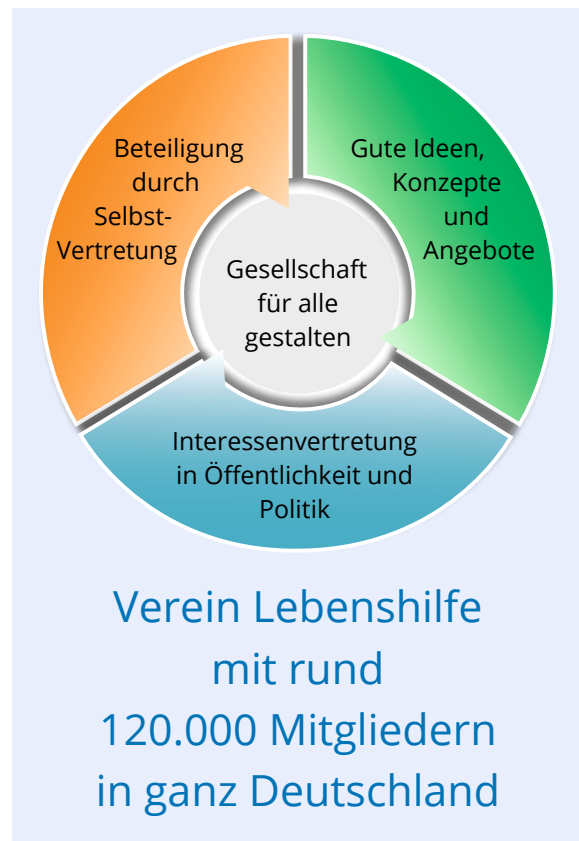 Beteiligung
durch
Selbst-
Vertretung
Gute Ideen,
Konzepte
und
Angebote
Gesellschaft
für alle
gestalten
Interessenvertretung
in Öffentlichkeit und
Politik
Verein Lebenshilfe
mit rund
120.000 Mitgliedern
in ganz Deutschland